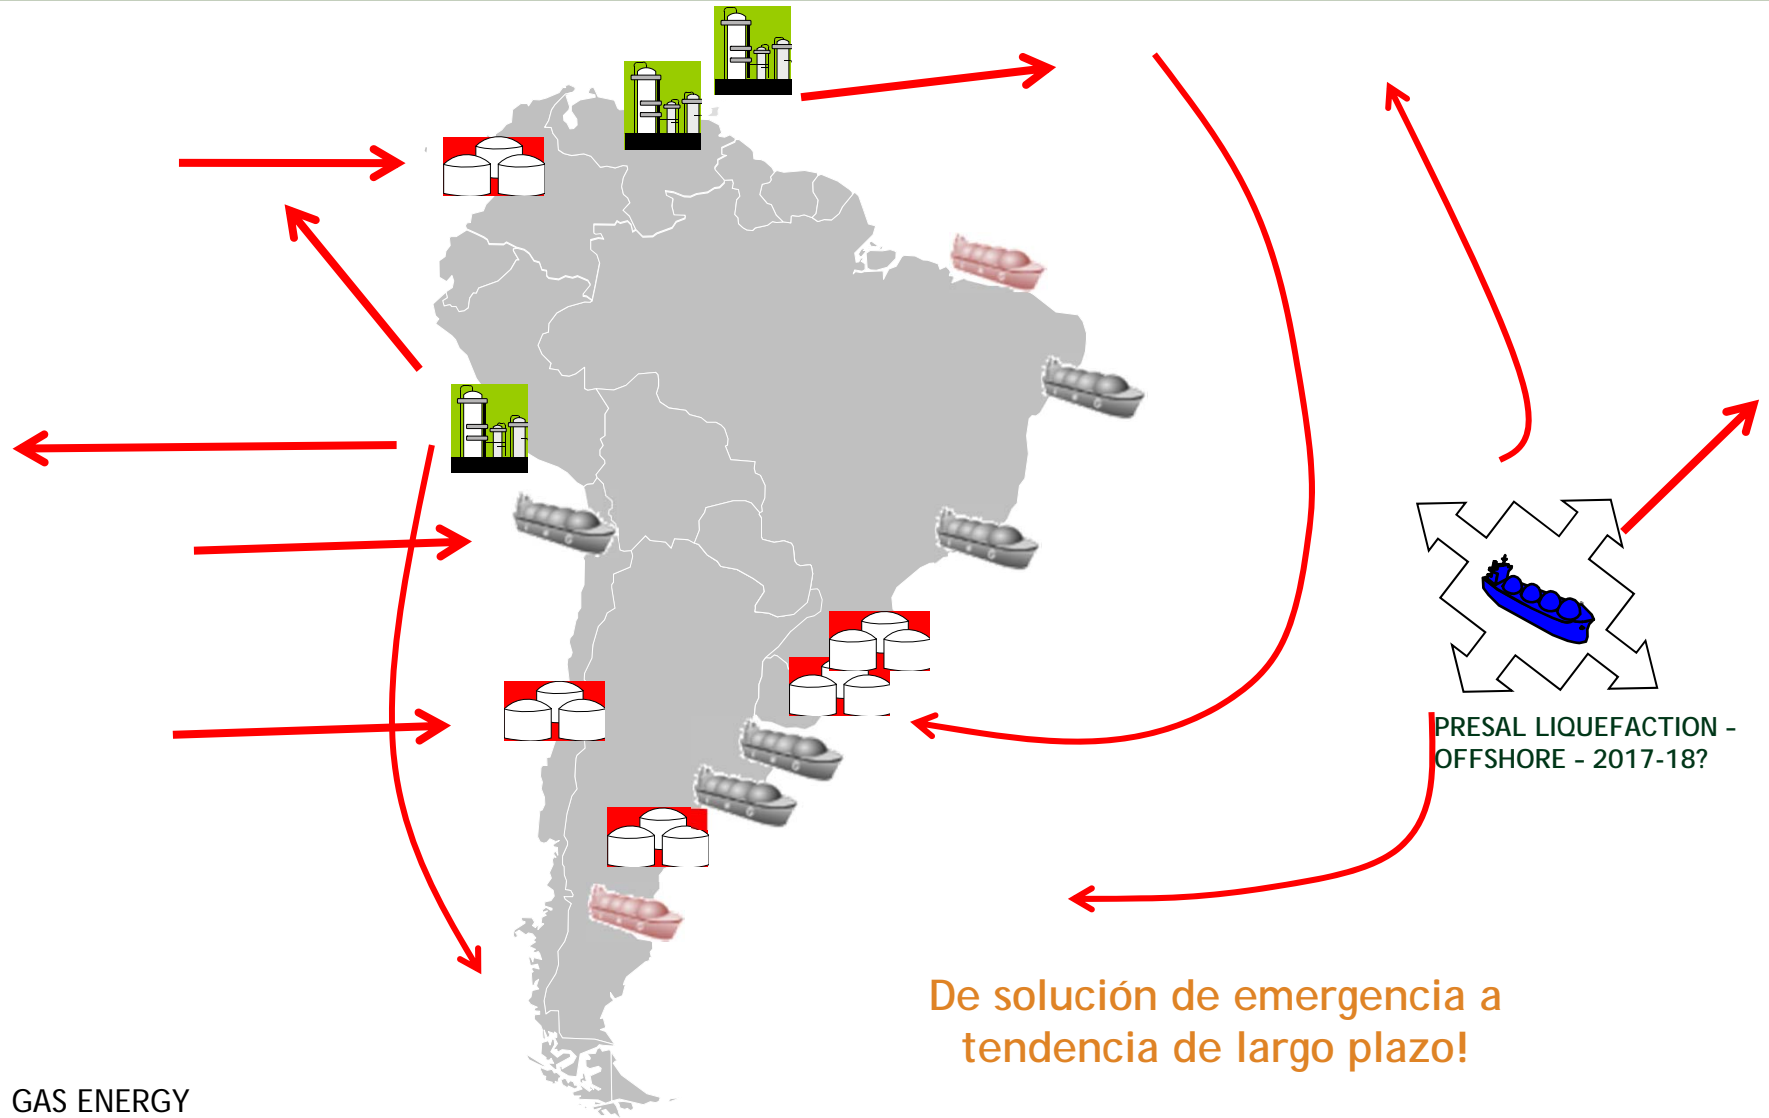 PRESAL LIQUEFACTION –
OFFSHORE – 2017-18?
De solución de emergencia a
tendencia de largo plazo!
GAS ENERGY